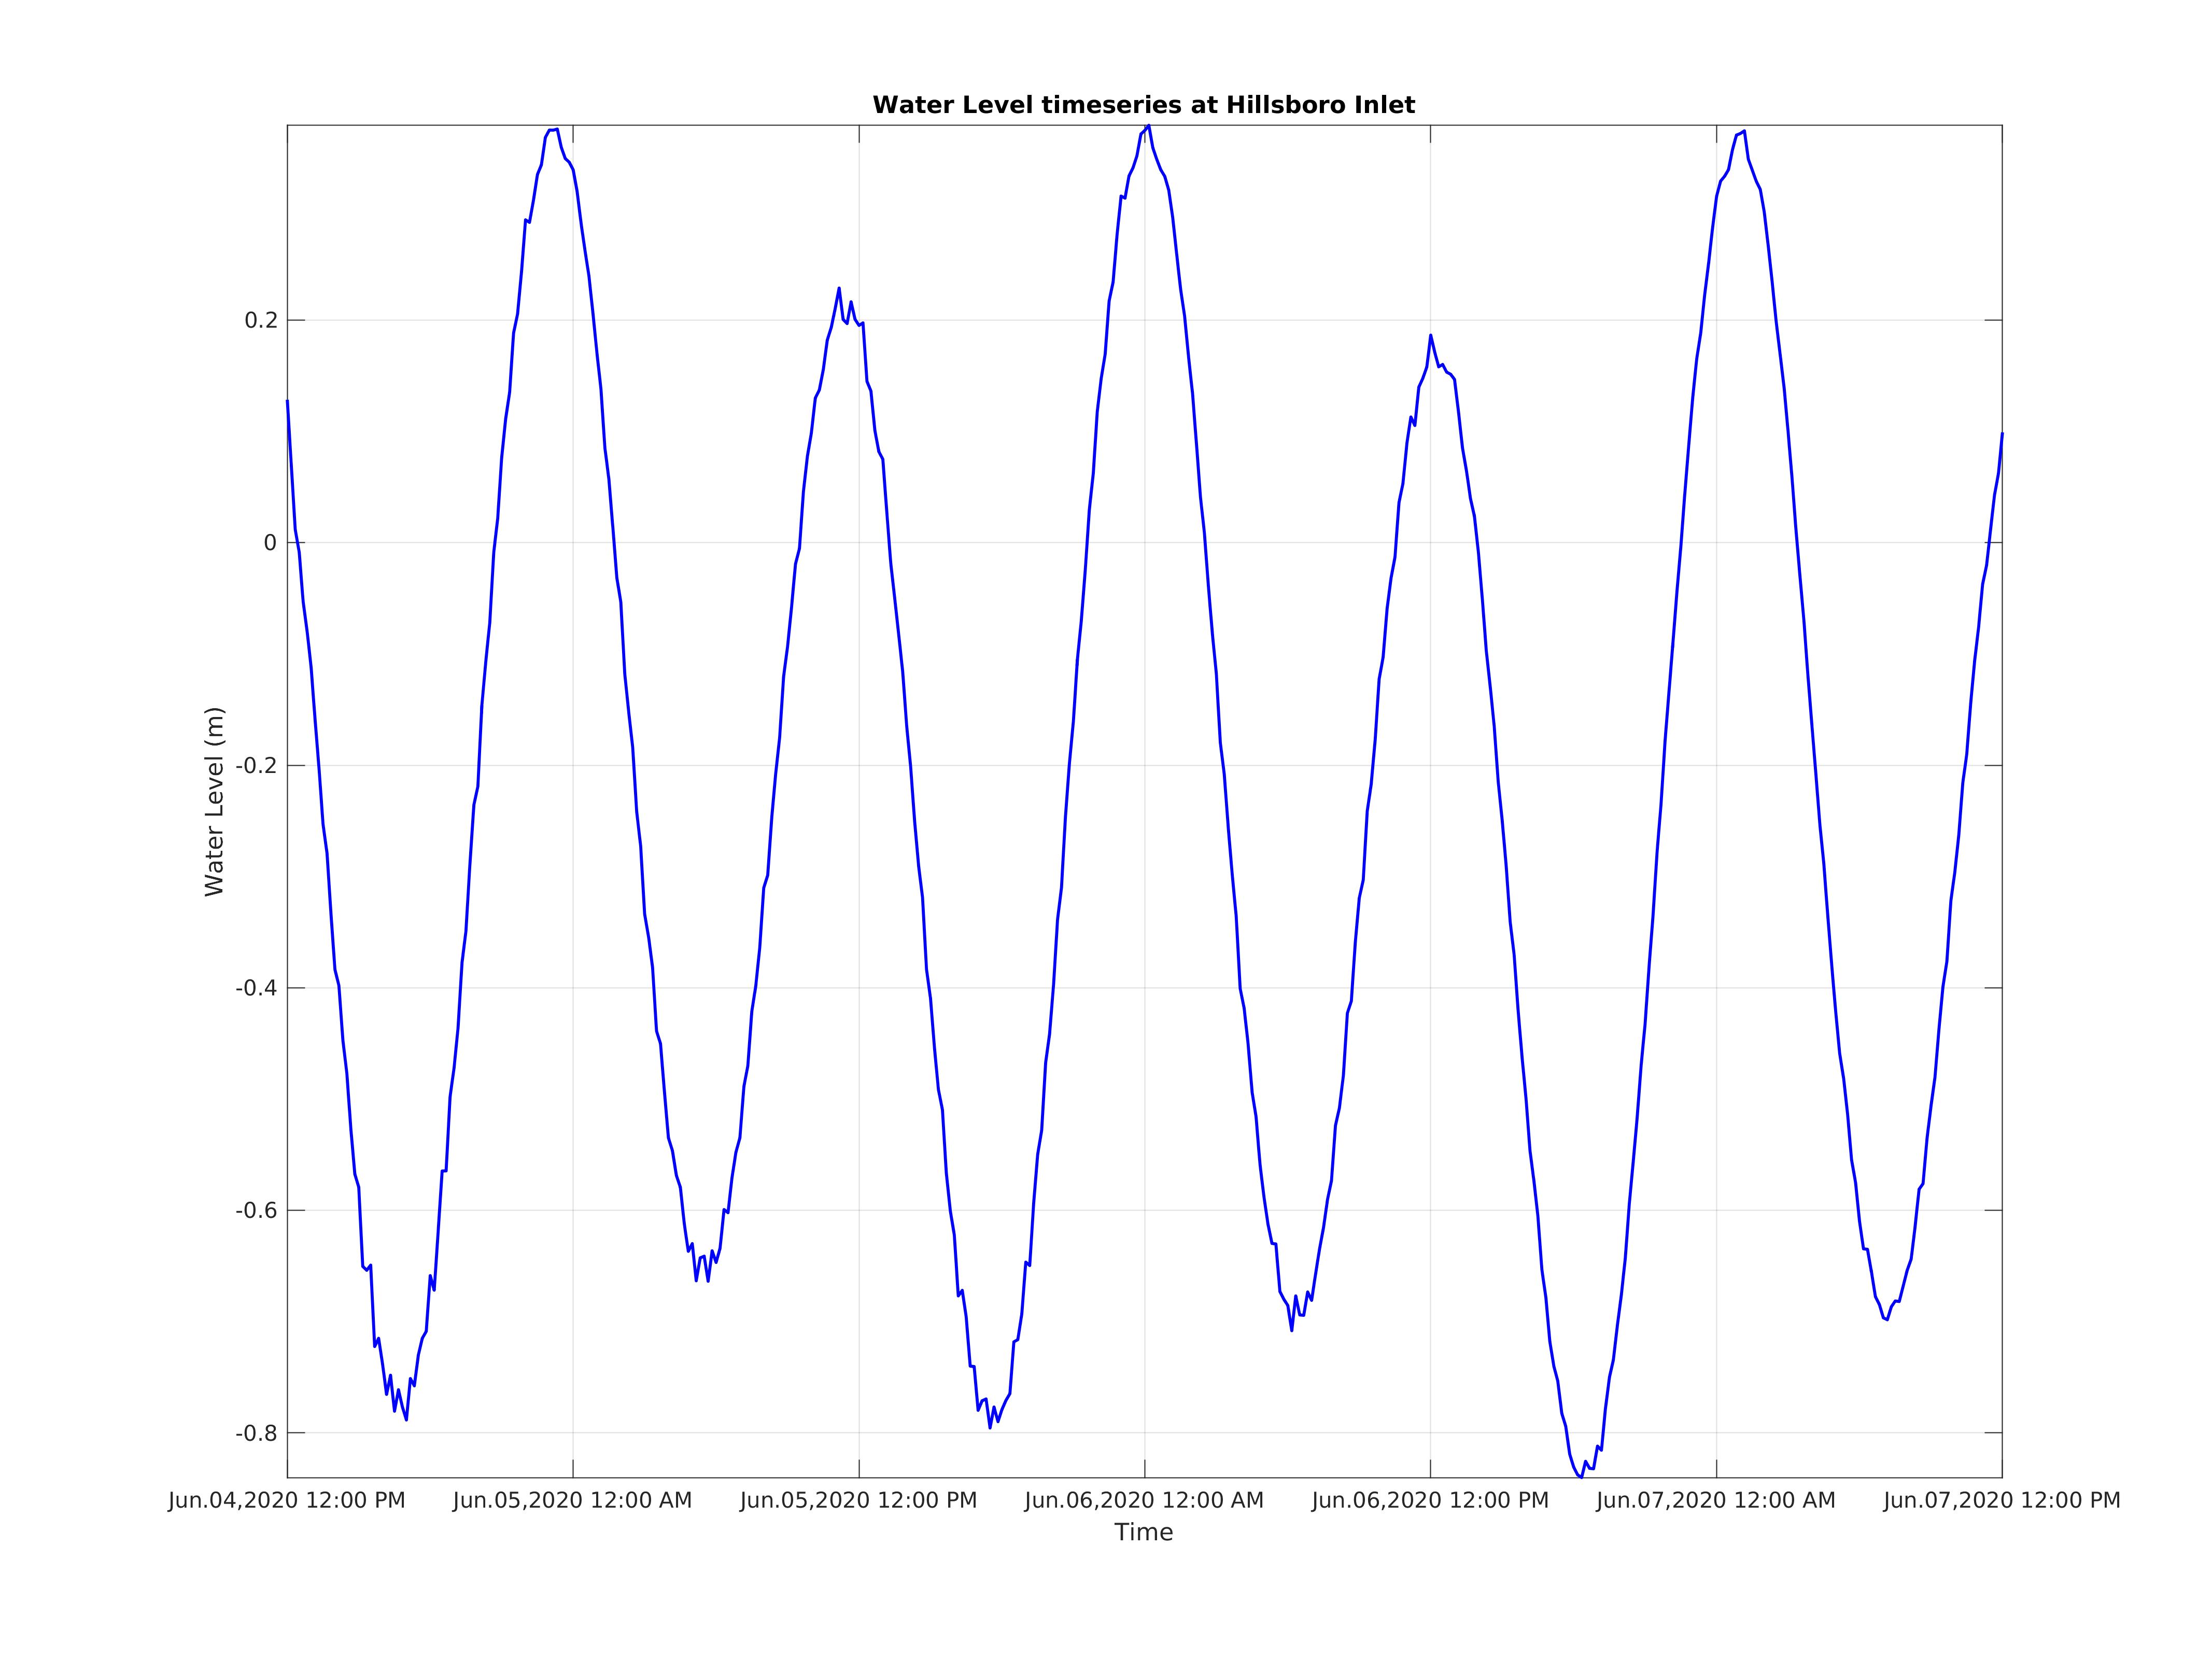 Water Level timeseries at Hillsboro Inlet
Water Level (m)
0.2
0
-0.2
-0.4
-0.6
-0.8
Jun.04,2020 12:00 PM
Jun.05,2020 12:00 AM
Jun.05,2020 12:00 PM
Jun.06,2020 12:00 AM
Jun.06,2020 12:00 PM
Jun.07,2020 12:00 AM
Jun.07,2020 12:00 PM
Time